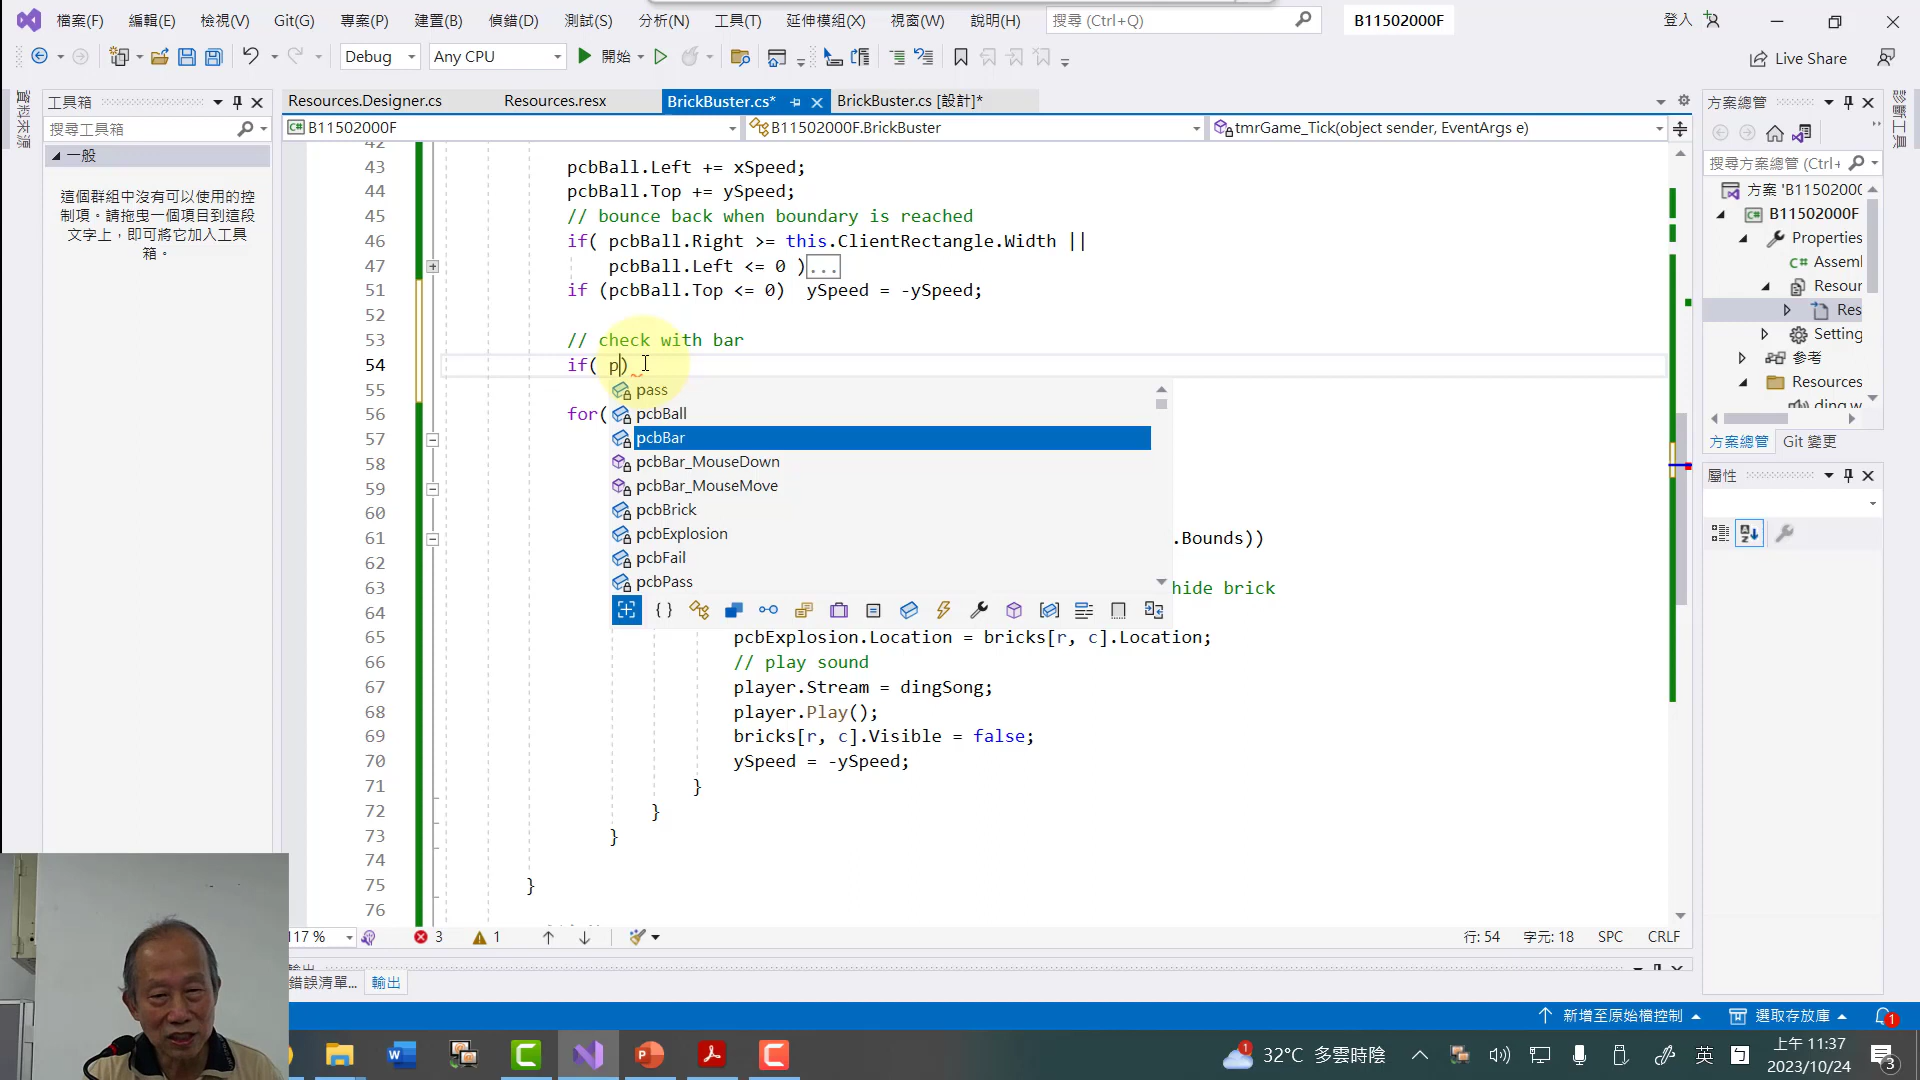 檔案(F) 編輯(E) 檢視(V) Git(G) 專案(P) 建置(B) 偵錯(D) 測試(S) 分析(N) 工具(T) 延伸模組(X) 視窗(W) 說明(H) 搜尋 (Ctrl+Q) B11502000F 登入
Debug Any CPU 開始 Live Share
資料來源
工具箱
搜尋工具箱
一般
這個群組中沒有可以使用的控
制項。請拖曳一個項目到這段
文字上，即可將它加入工具
箱。
Resources.Designer.cs Resources.resx BrickBuster.cs* BrickBuster.cs [設計]*
B11502000F B11502000F.BrickBuster tmrGame_Tick(object sender, EventArgs e)
42
43 pcbBall.Left += xSpeed;
44 pcbBall.Top += ySpeed;
45 // bounce back when boundary is reached
46 if( pcbBall.Right >= this.ClientRectangle.Width ||
47 pcbBall.Left <= 0 )...
51 if (pcbBall.Top <= 0) ySpeed = -ySpeed;
52
53 // check with bar
54 if( p)
55
56 for(
57
58
59
60
61 .Bounds))
62
63 hide brick
64
65 pcbExplosion.Location = bricks[r, c].Location;
66 // play sound
67 player.Stream = dingSong;
68 player.Play();
69 bricks[r, c].Visible = false;
70 ySpeed = -ySpeed;
71 }
72 }
73 }
74
75 }
76
pass
pcbBall
pcbBar
pcbBar_MouseDown
pcbBar_MouseMove
pcbBrick
pcbExplosion
pcbFail
pcbPass
117 % 3 1 行: 54 字元: 18 SPC CRLF
錯誤清單... 輸出
方案總管
搜尋方案總管 (Ctrl+
方案 'B11502000
B11502000F
Properties
C# Assem
Resour
Res
Setting
參考
Resources
ding.w
方案總管 Git 變更
屬性
診斷工具
新增至原始檔控制 選取存放庫 1
1 32°C 多雲時陰 英 上午 11:37
2023/10/24 3